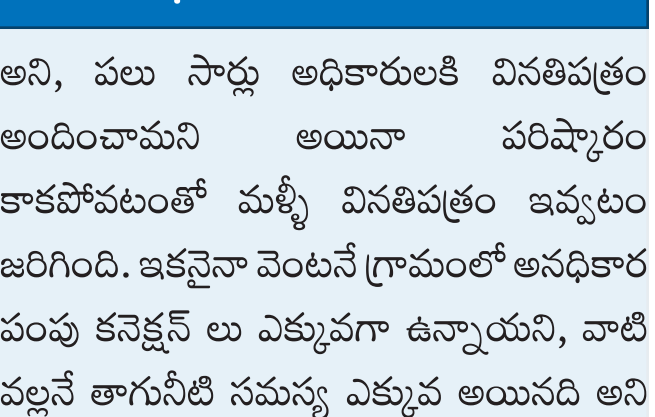 అని, పలు సార్లు అధికారులకి వినతిపత్రం
అందించామని అయినా పరిష్కారం
కాకపోవటంతో మళ్ళీ వినతిపత్రం ఇవ్వటం
జరిగింది. ఇకనైనా వెంటనే గ్రామంలో అనధికార
పంపు కనెక్షన్ లు ఎక్కువగా ఉన్నాయని, వాటి
వల్లనే తాగునీటి సమస్య ఎక్కువ అయినది అని